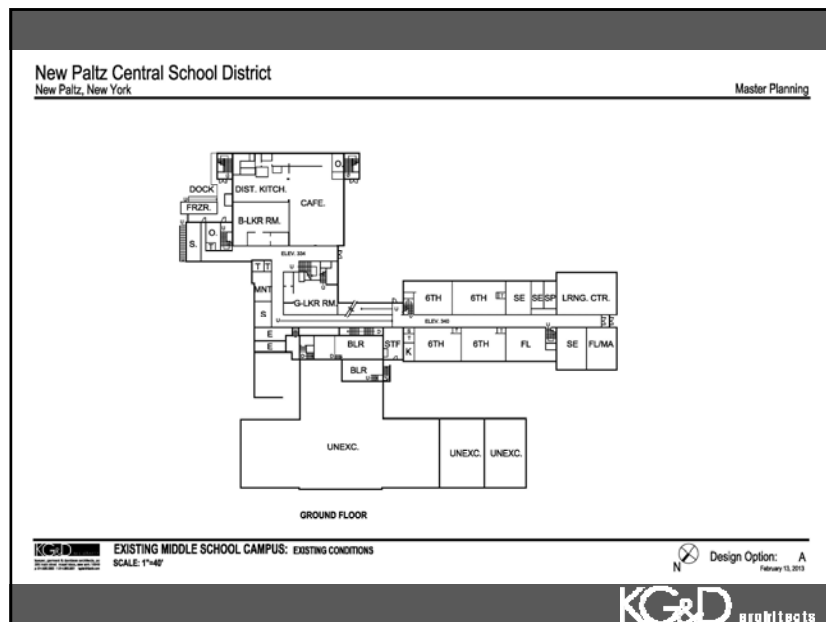 New Paltz Central School District
New Paltz, New York
Master Planning
O.
DOCK
DIST. KITCH.
CAFE.
FRZR.
B-LKR RM.
S.
O.
T
ELEV. 334
T T
MNT
G-LKR RM.
6TH
6TH
SE
SE
SP
LRNG. CTR.
S
ELEV. 340
E
E
BLR
STF
T
K
6TH
6TH
FL
SE
FL/MA
BLR
UNEXC.
UNEXC.
UNEXC.
GROUND FLOOR
KG&D
EXISTING MIDDLE SCHOOL CAMPUS: EXISTING CONDITIONS
SCALE: 1"=40'
N
Design Option: A
February 13, 2013
KG&D architects